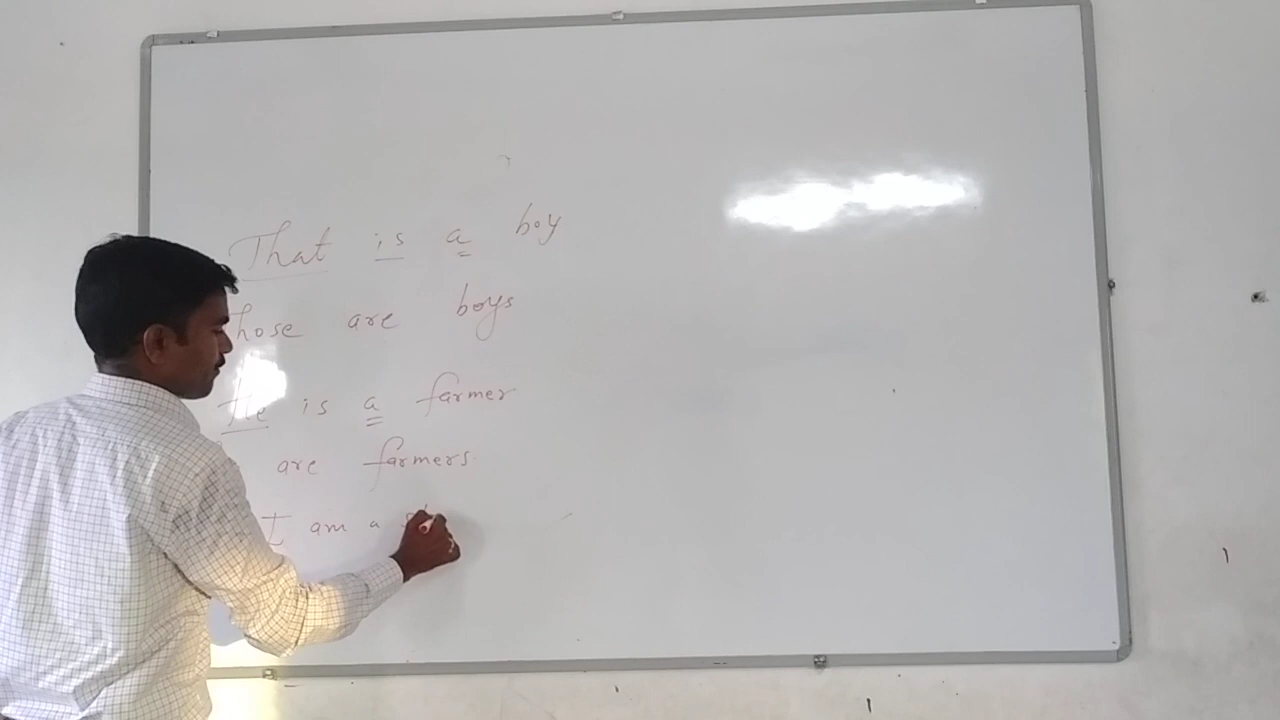 That is a boy
hose are boys
He is a farmer
are farmers.
I am a